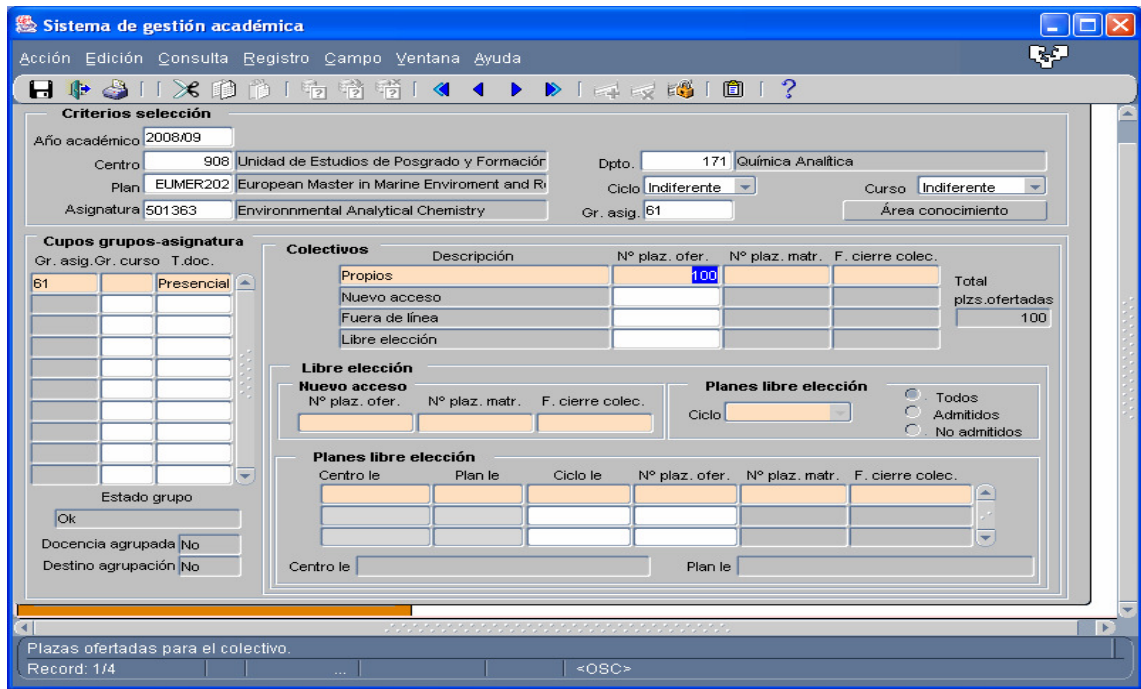 Sistema de gestión académica
Acción Edición Consulta Registro Campo Ventana Ayuda
Criterios selección
Año académico 2008/09
Centro 908 Unidad de Estudios de Posgrado y Formación Dpto. 171 Química Analítica
Plan EUMER202 European Master in Marine Enviroment and R Ciclo Indiferente Curso Indiferente
Asignatura 501363 Environnmental Analytical Chemistry Gr. asig. 61 Área conocimiento
Cupos grupos-asignatura
Gr. asig. Gr. curso T.doc.
61 Presencial
Estado grupo
Ok
Docencia agrupada No
Destino agrupación No
Colectivos
Descripción Nº plaz. ofer. Nº plaz. matr. F. cierre colec.
Propios 100
Nuevo acceso
Fuera de línea
Libre elección
Total
plzs.ofertadas
100
Libre elección
Nuevo acceso
Nº plaz. ofer. Nº plaz. matr. F. cierre colec.
Planes libre elección
Ciclo
Todos
Admitidos
No admitidos
Planes libre elección
Centro le Plan le Ciclo le Nº plaz. ofer. Nº plaz. matr. F. cierre colec.
Centro le Plan le
Plazas ofertadas para el colectivo.
Record: 1/4 ... <OSC>